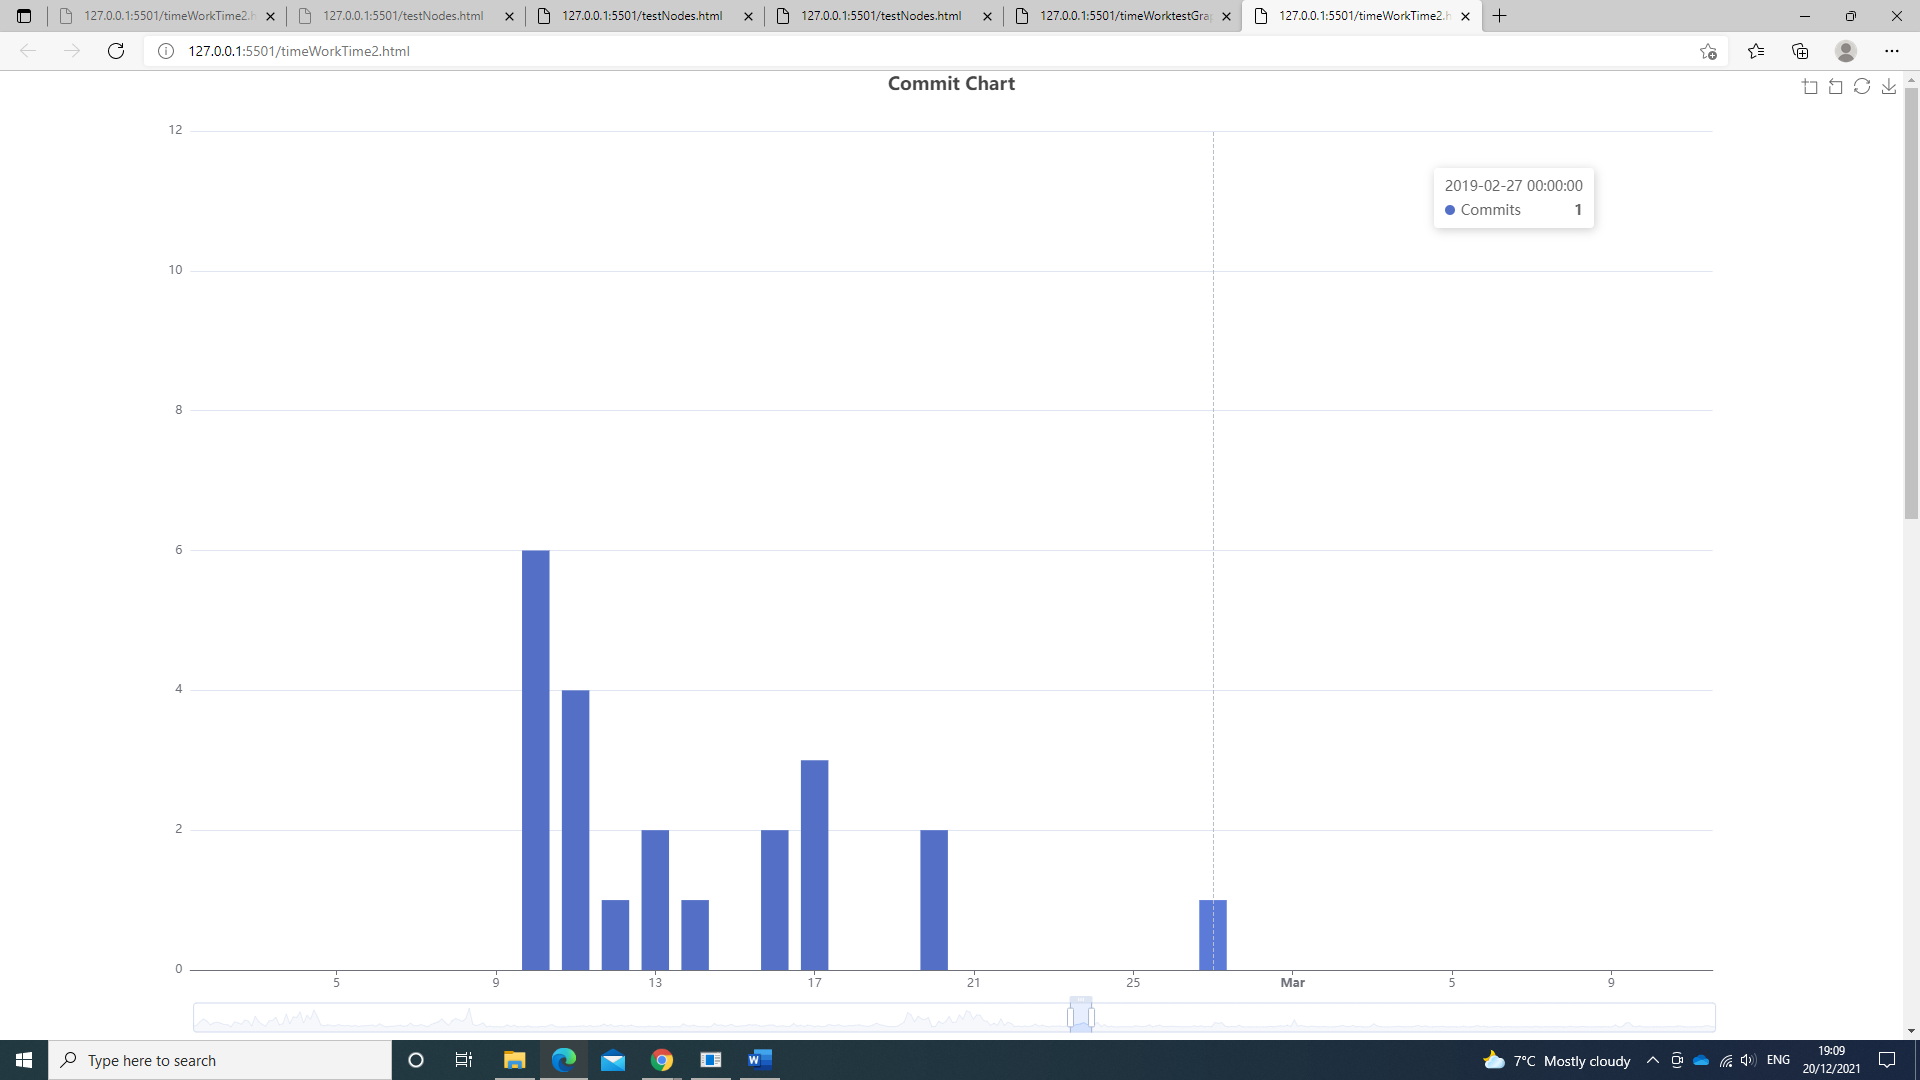 127.0.0.1:5501/timeWorkTime2.h
127.0.0.1:5501/testNodes.html
127.0.0.1:5501/testNodes.html
127.0.0.1:5501/testNodes.html
127.0.0.1:5501/timeWorktestGra
127.0.0.1:5501/timeWorkTime2.h
127.0.0.1:5501/timeWorkTime2.html
Commit Chart
12
10
8
6
4
2
0
2019-02-27 00:00:00
Commits 1
5 9 13 17 21 25 Mar 5 9
Type here to search
7°C Mostly cloudy
ENG
19:09
20/12/2021